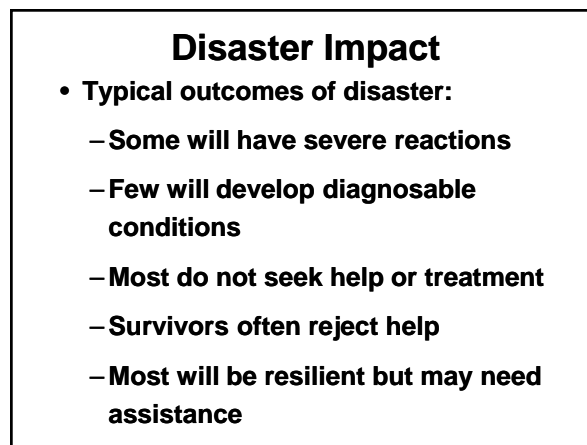 Disaster Impact
• Typical outcomes of disaster:
–Some will have severe reactions
–Few will develop diagnosable
conditions
–Most do not seek help or treatment
–Survivors often reject help
–Most will be resilient but may need
assistance